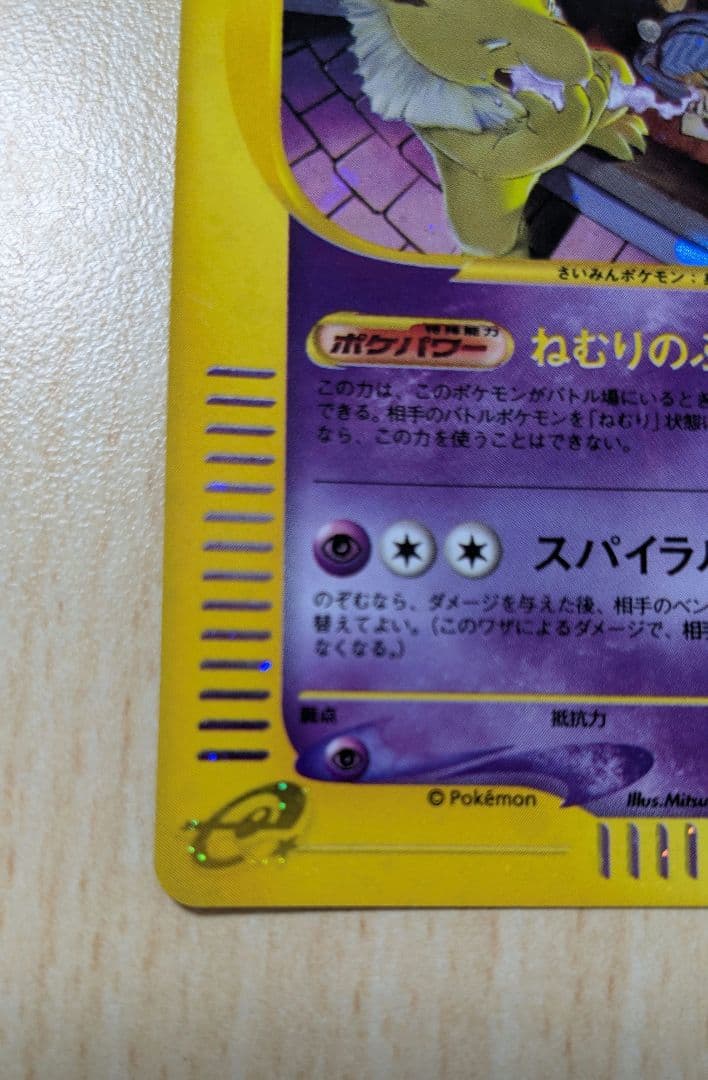 さいみんポケモン：
特殊能力
ポケパワー
ねむりの
この力は、このポケモンがバトル場にいるとき
できる。相手のバトルポケモンを「ねむり」状態に
なら、この力を使うことはできない。
スパイラル
のぞむなら、ダメージを与えた後、相手のベン
替えてよい。（このワザによるダメージで、相手
なくなる。）
弱点 抵抗力
© Pokémon Illus.Mitsu